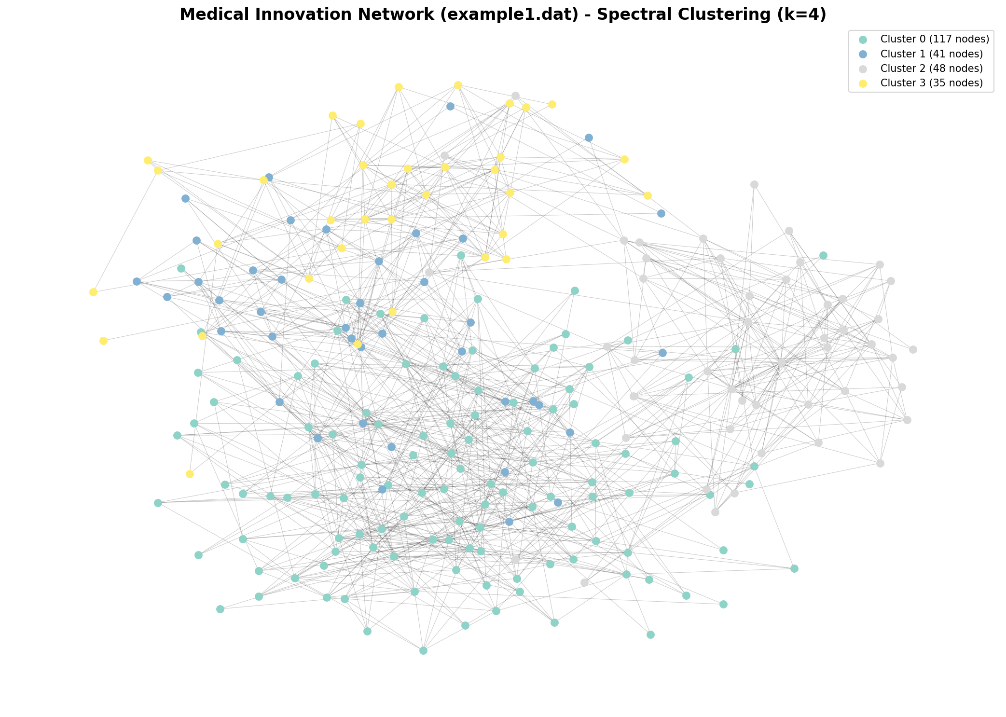 Medical Innovation Network (example1.dat) - Spectral Clustering (k=4)
Cluster 0 (117 nodes)
Cluster 1 (41 nodes)
Cluster 2 (48 nodes)
Cluster 3 (35 nodes)